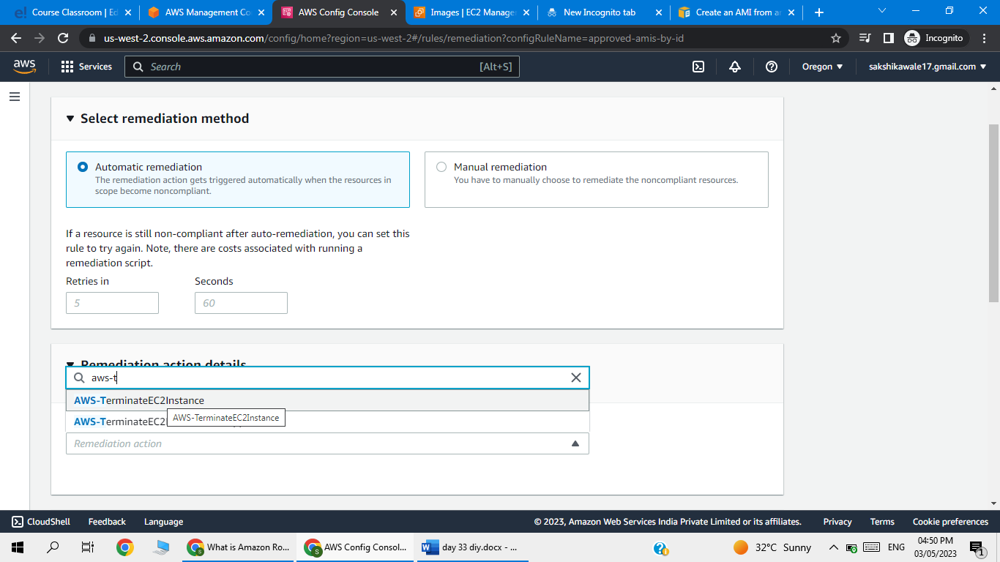 Course Classroom | Ed
AWS Management Co
AWS Config Console
Images | EC2 Manage
New Incognito tab
Create an AMI from a
us-west-2.console.aws.amazon.com/config/home?region=us-west-2#/rules/remediation?configRuleName=approved-amis-by-id
Incognito
aws
Services
Search
[Alt+S]
Oregon
sakshikawale17.gmail.com
Select remediation method
Automatic remediation
The remediation action gets triggered automatically when the resources in
scope become noncompliant.
Manual remediation
You have to manually choose to remediate the noncompliant resources.
If a resource is still non-compliant after auto-remediation, you can set this
rule to try again. Note, there are costs associated with running a
remediation script.
Retries in
Seconds
5
60
Remediation action details
aws-t
AWS-TerminateEC2Instance
AWS-TerminateEC2Instance
AWS-TerminateEC2
Remediation action
CloudShell
Feedback
Language
© 2023, Amazon Web Services India Private Limited or its affiliates.
Privacy
Terms
Cookie preferences
What is Amazon Ro...
AWS Config Consol...
day 33 diy.docx - ...
32°C Sunny
ENG
04:50 PM
03/05/2023
1